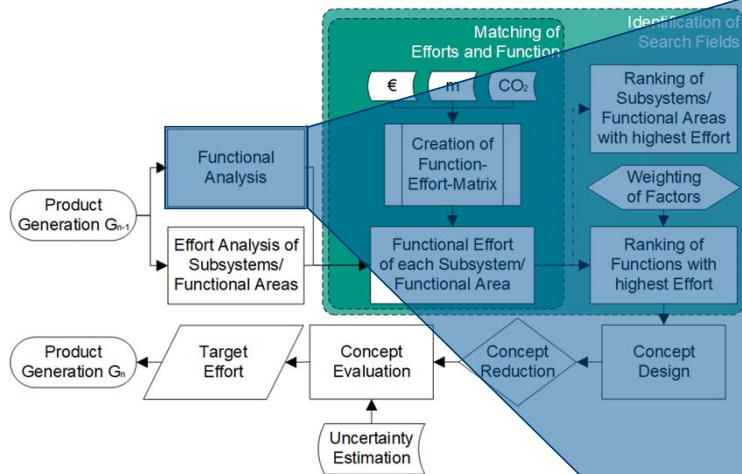 Identification of
Search Fields
Matching of
Efforts and Function
€
m
CO₂
Ranking of
Subsystems/
Functional Areas
with highest Effort
Functional
Analysis
Creation of
Function-
Effort-Matrix
Weighting
of Factors
Product
Generation Gₙ₋₁
Effort Analysis of
Subsystems/
Functional Areas
Functional Effort
of each Subsystem/
Functional Area
Ranking of
Functions with
highest Effort
Product
Generation Gₙ
Target
Effort
Concept
Evaluation
Concept
Reduction
Concept
Design
Uncertainty
Estimation